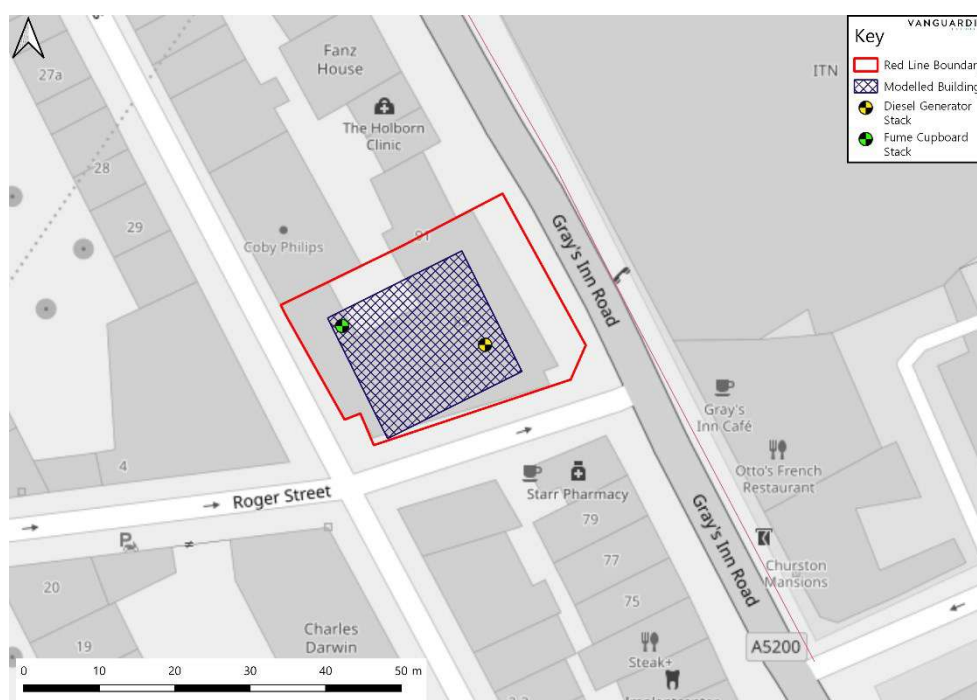 VANGUARDI
Key
Red Line Boundar
Modelled Building
Diesel Generator
Stack
Fume Cupboard
Stack
Fanz
House
ITN
27a
The Holborn
Clinic
28
29
Coby Philips
91
Gray's Inn Road
4
Roger Street
Gray's
Inn Café
Otto's French
Restaurant
Starr Pharmacy
79
77
75
Gray's Inn Road
Churston
Mansions
20
19
Charles
Darwin
A5200
Steak+
0 10 20 30 40 50 m